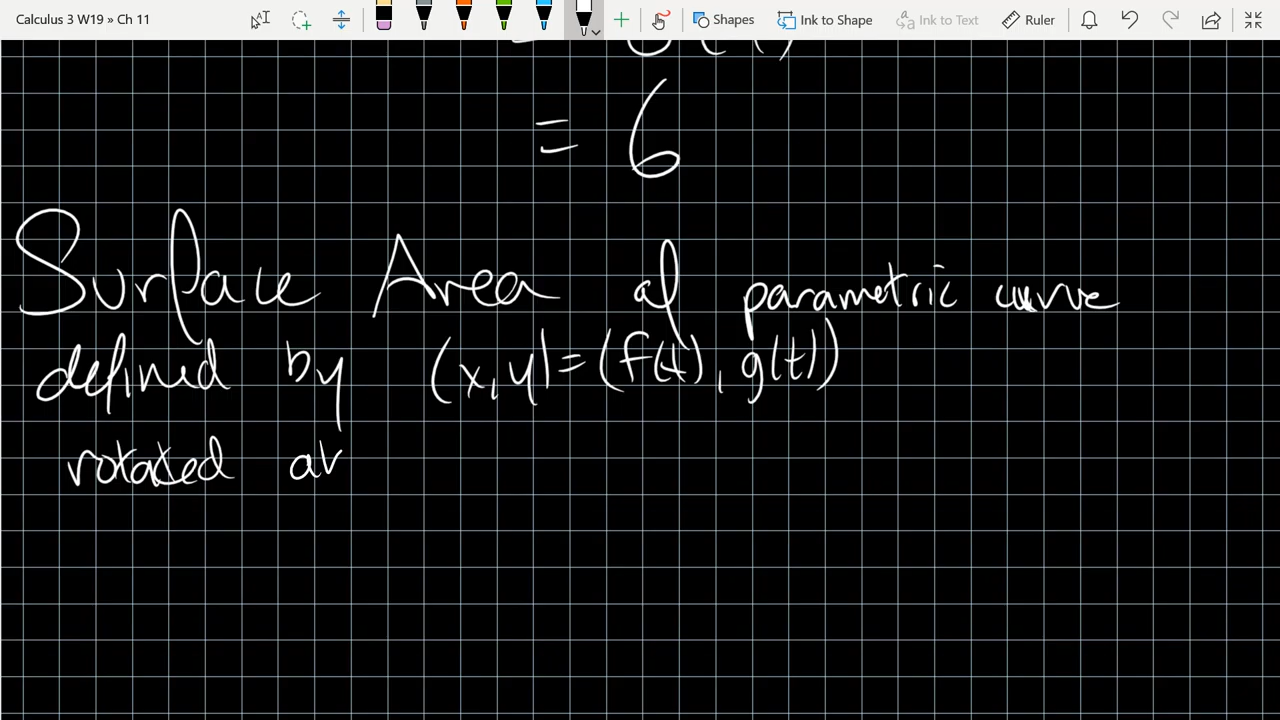 Calculus 3 W19 » Ch 11
Shapes Ink to Shape Ink to Text Ruler
= 6
Surface Area of parametric curve
defined by (x,y)=(f(t), g(t))
rotated ab